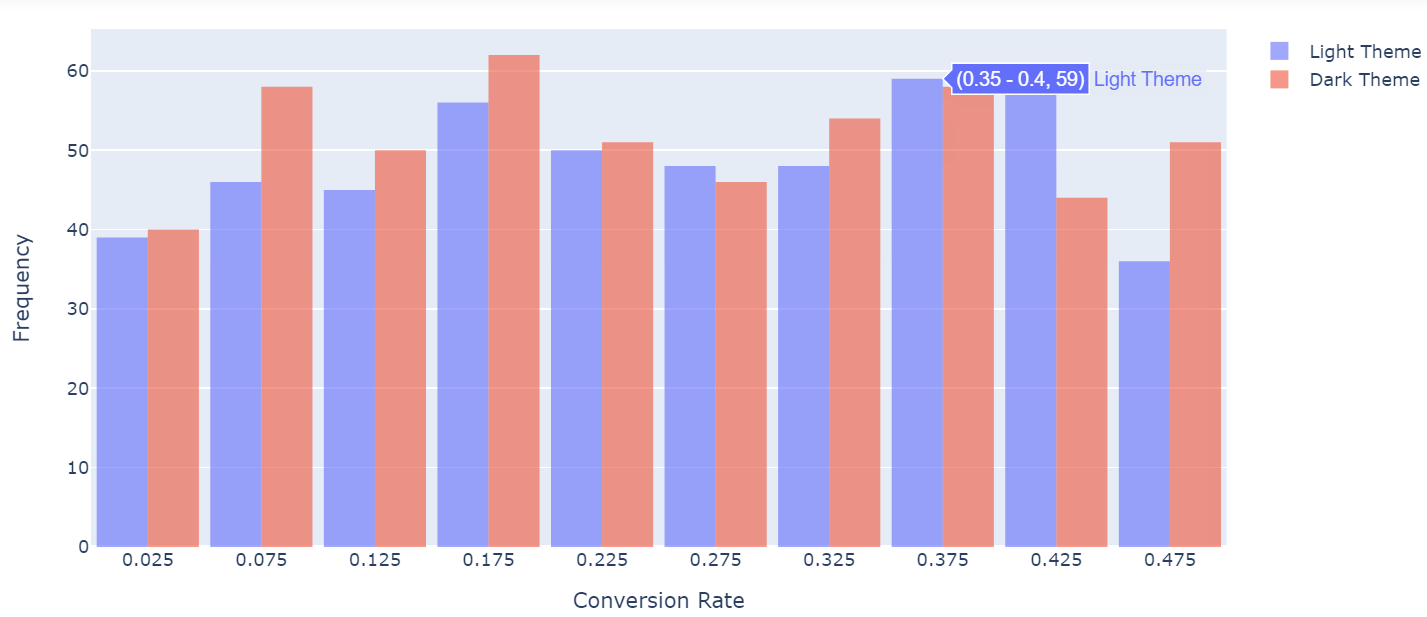 60
50
40
30
20
10
0
Frequency
(0.35 - 0.4, 59) Light Theme
Light Theme
Dark Theme
0.025 0.075 0.125 0.175 0.225 0.275 0.325 0.375 0.425 0.475
Conversion Rate